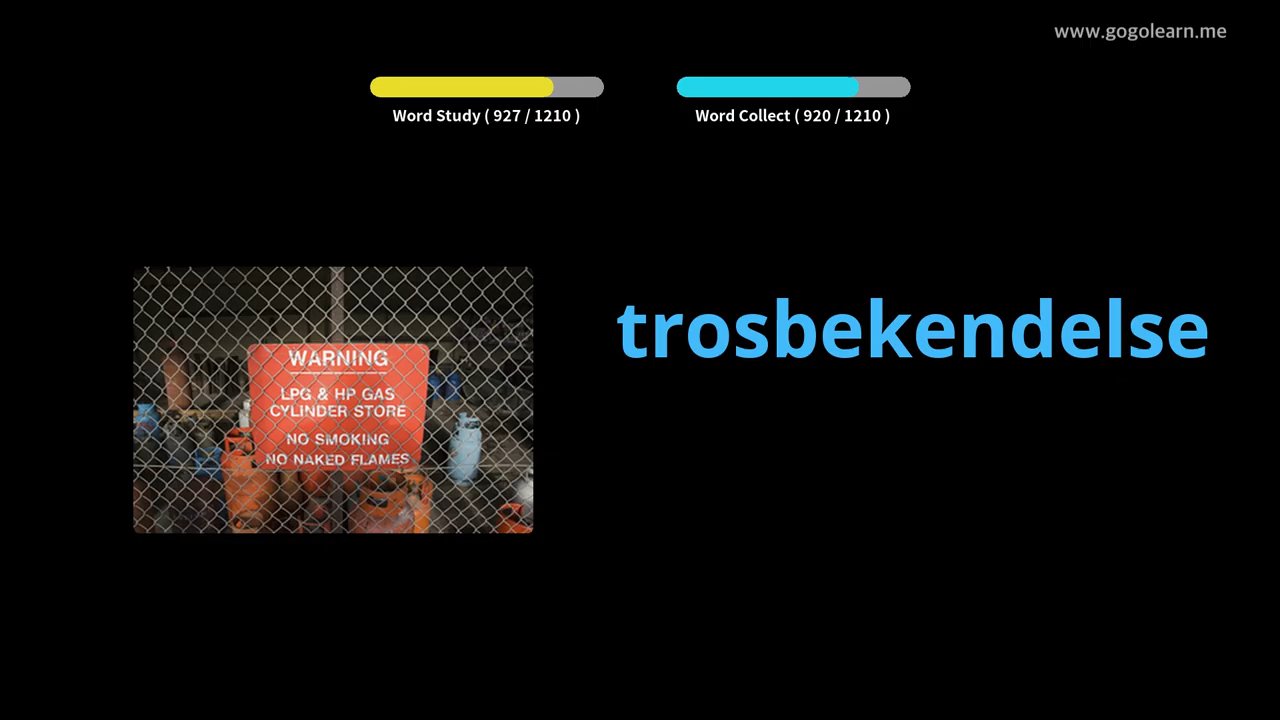 www.gogolearn.me
Word Study ( 927 / 1210 )
Word Collect ( 920 / 1210 )
trosbekendelse
WARNING
LPG & HP GAS
CYLINDER STORE
NO SMOKING
NO NAKED FLAMES